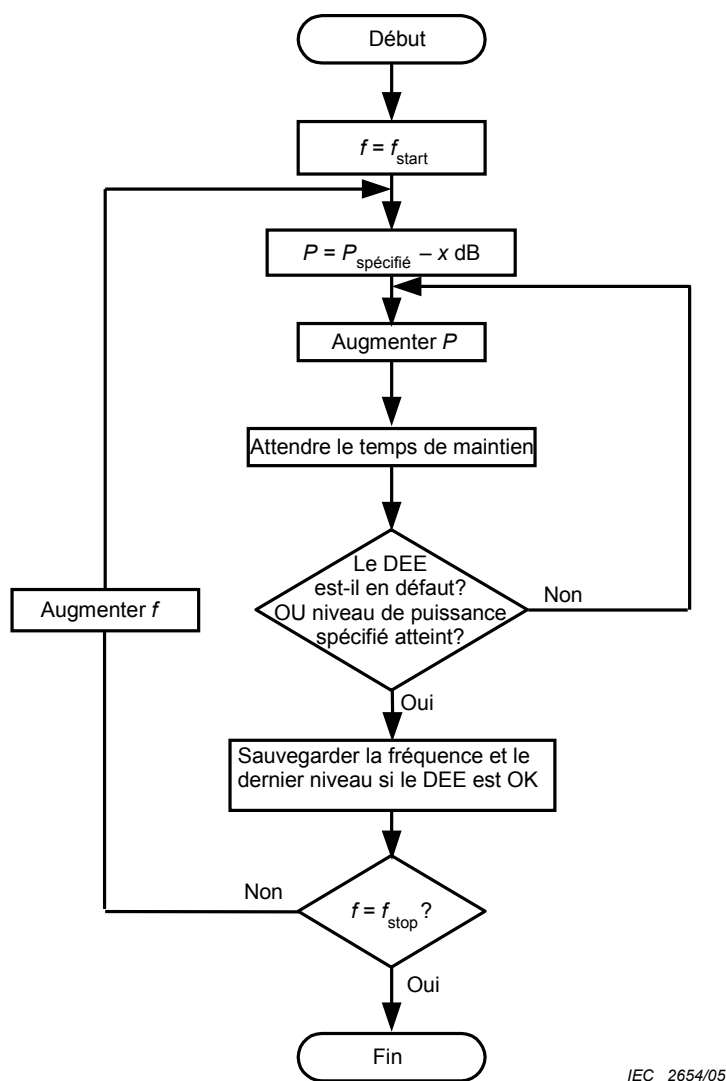 Début
f = fstart
P = Pspécifié – x dB
Augmenter P
Attendre le temps de maintien
Le DEE
est-il en défaut?
OU niveau de puissance
spécifié atteint?
Non
Augmenter f
Oui
Sauvegarder la fréquence et le
dernier niveau si le DEE est OK
Non
f = fstop?
Oui
Fin
IEC 2654/05